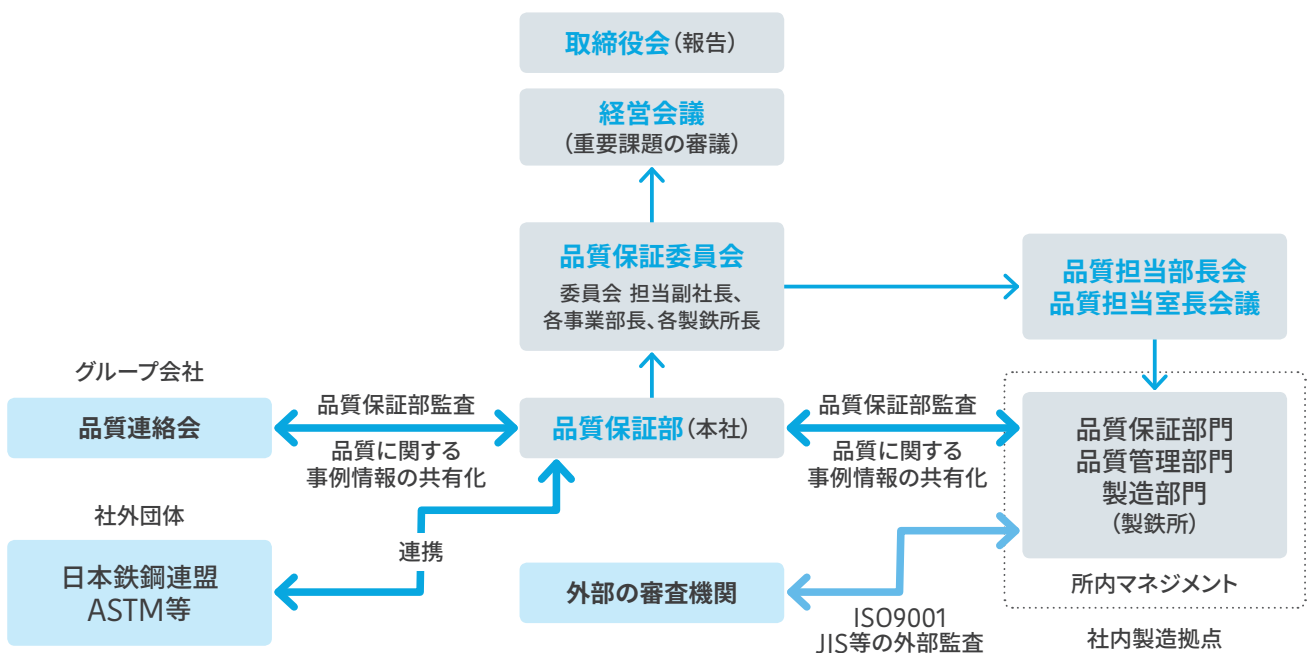 取締役会（報告）
経営会議
（重要課題の審議）
品質保証委員会
委員会 担当副社長、
各事業部長、各製鉄所長
品質担当部長会
品質担当室長会議
グループ会社
品質連絡会
品質保証部監査
品質に関する
事例情報の共有化
品質保証部（本社）
品質保証部監査
品質に関する
事例情報の共有化
品質保証部門
品質管理部門
製造部門
（製鉄所）
所内マネジメント
社内製造拠点
社外団体
日本鉄鋼連盟
ASTM等
連携
外部の審査機関
ISO9001
JIS等の外部監査